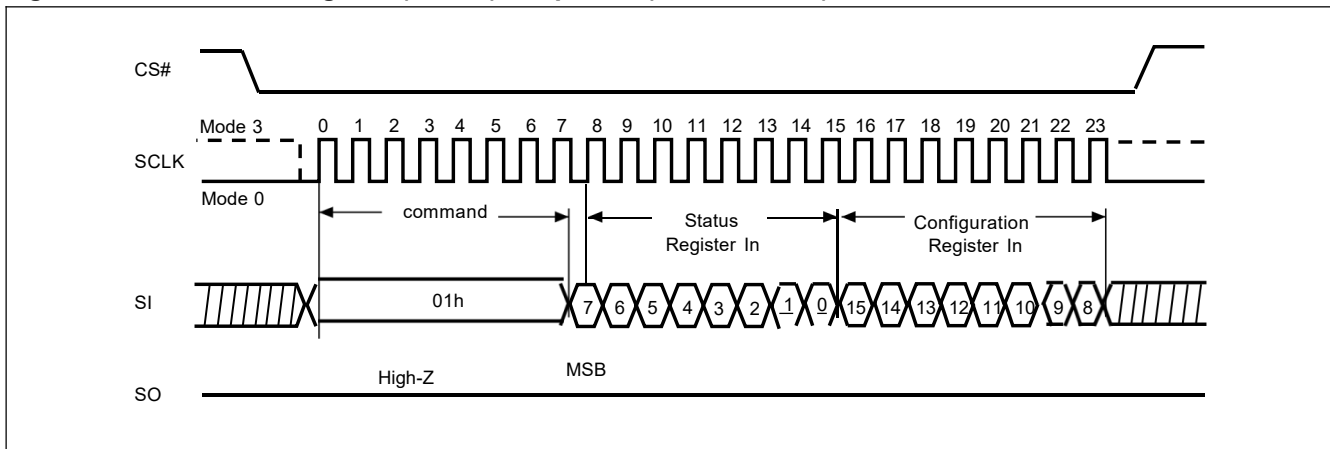 CS#
Mode 3 0 1 2 3 4 5 6 7 8 9 10 11 12 13 14 15 16 17 18 19 20 21 22 23
SCLK
Mode 0
command
Status
Register In
Configuration
Register In
SI 01h 7 6 5 4 3 2 1 0 15 14 13 12 11 10 9 8
High-Z MSB
SO